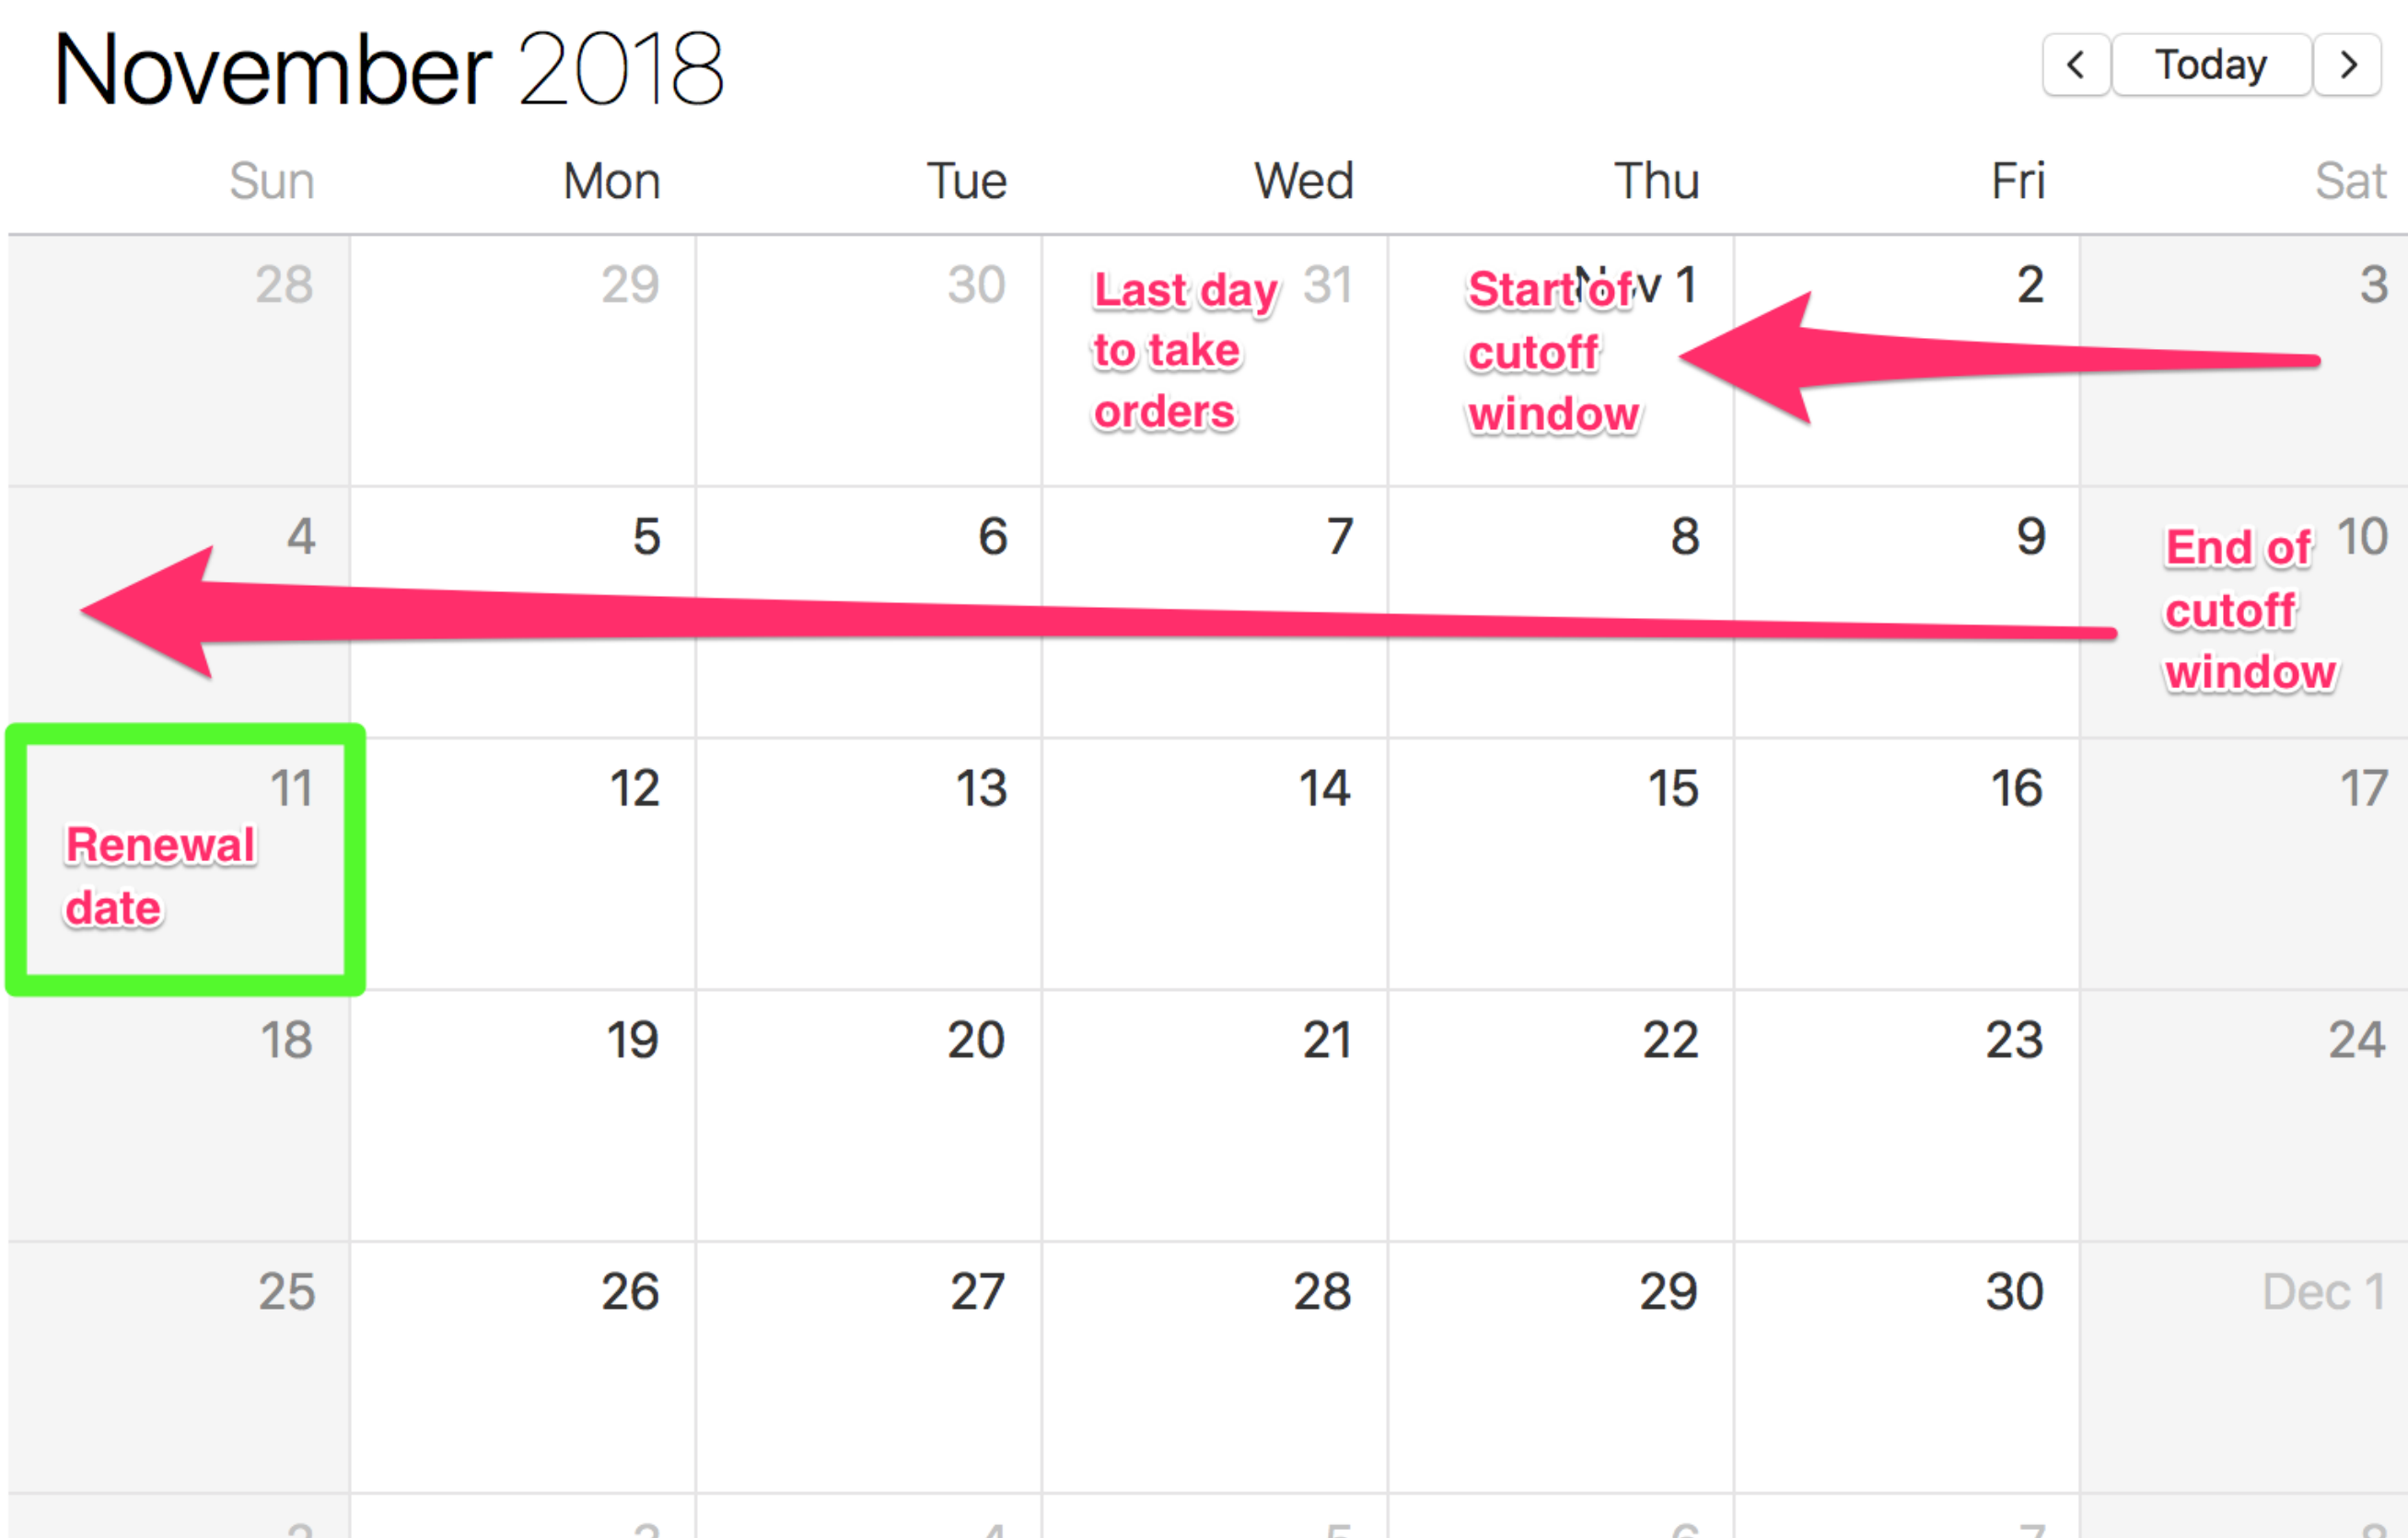 November 2018
< Today >
Sun Mon Tue Wed Thu Fri Sat
28 29 30 31 Nov 1 2 3
Last day
to take
orders
Start of
cutoff
window
4 5 6 7 8 9 10
End of
cutoff
window
11 12 13 14 15 16 17
Renewal
date
18 19 20 21 22 23 24
25 26 27 28 29 30 Dec 1